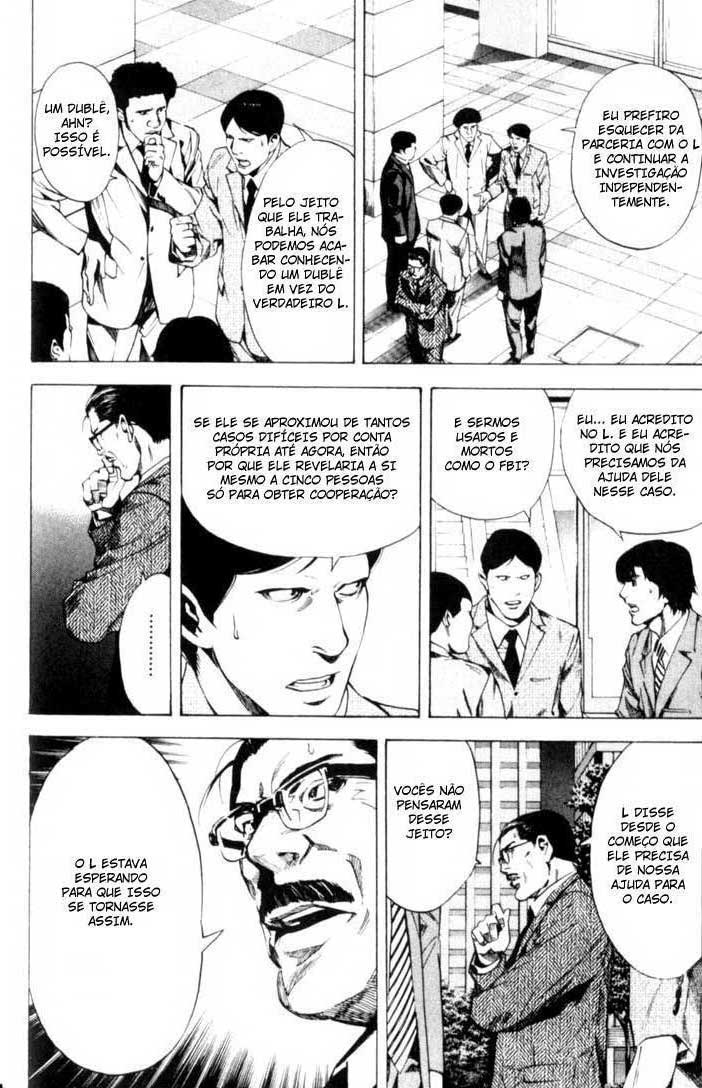 EU PREFIRO
ESQUECER DA
PARCERIA COM O L
E CONTINUAR A
INVESTIGAÇÃO
INDEPENDEN-
TEMENTE.
PELO JEITO
QUE ELE TRA-
BALHA, NÓS
PODEMOS ACA-
BAR CONHECEN-
DO UM DUBLÊ
EM VEZ DO
VERDADEIRO L.
UM DUBLÊ,
AHN?
ISSO É
POSSÍVEL.
EU... EU ACREDITO
NO L. E EU ACRE-
DITO QUE NÓS
PRECISAMOS DA
AJUDA DELE
NESSE CASO.
E SERMOS
USADOS E
MORTOS
COMO O FBI?
SE ELE SE APROXIMOU DE TANTOS
CASOS DIFÍCEIS POR CONTA
PRÓPRIA ATÉ AGORA, ENTÃO
POR QUE ELE REVELARIA A SI
MESMO A CINCO PESSOAS
SÓ PARA OBTER COOPERAÇÃO?
.........
L DISSE
DESDE O
COMEÇO QUE
ELE PRECISA
DE NOSSA
AJUDA PARA
O CASO.
VOCÊS NÃO
PENSARAM
DESSE
JEITO?
O L ESTAVA
ESPERANDO
PARA QUE ISSO
SE TORNASSE
ASSIM.